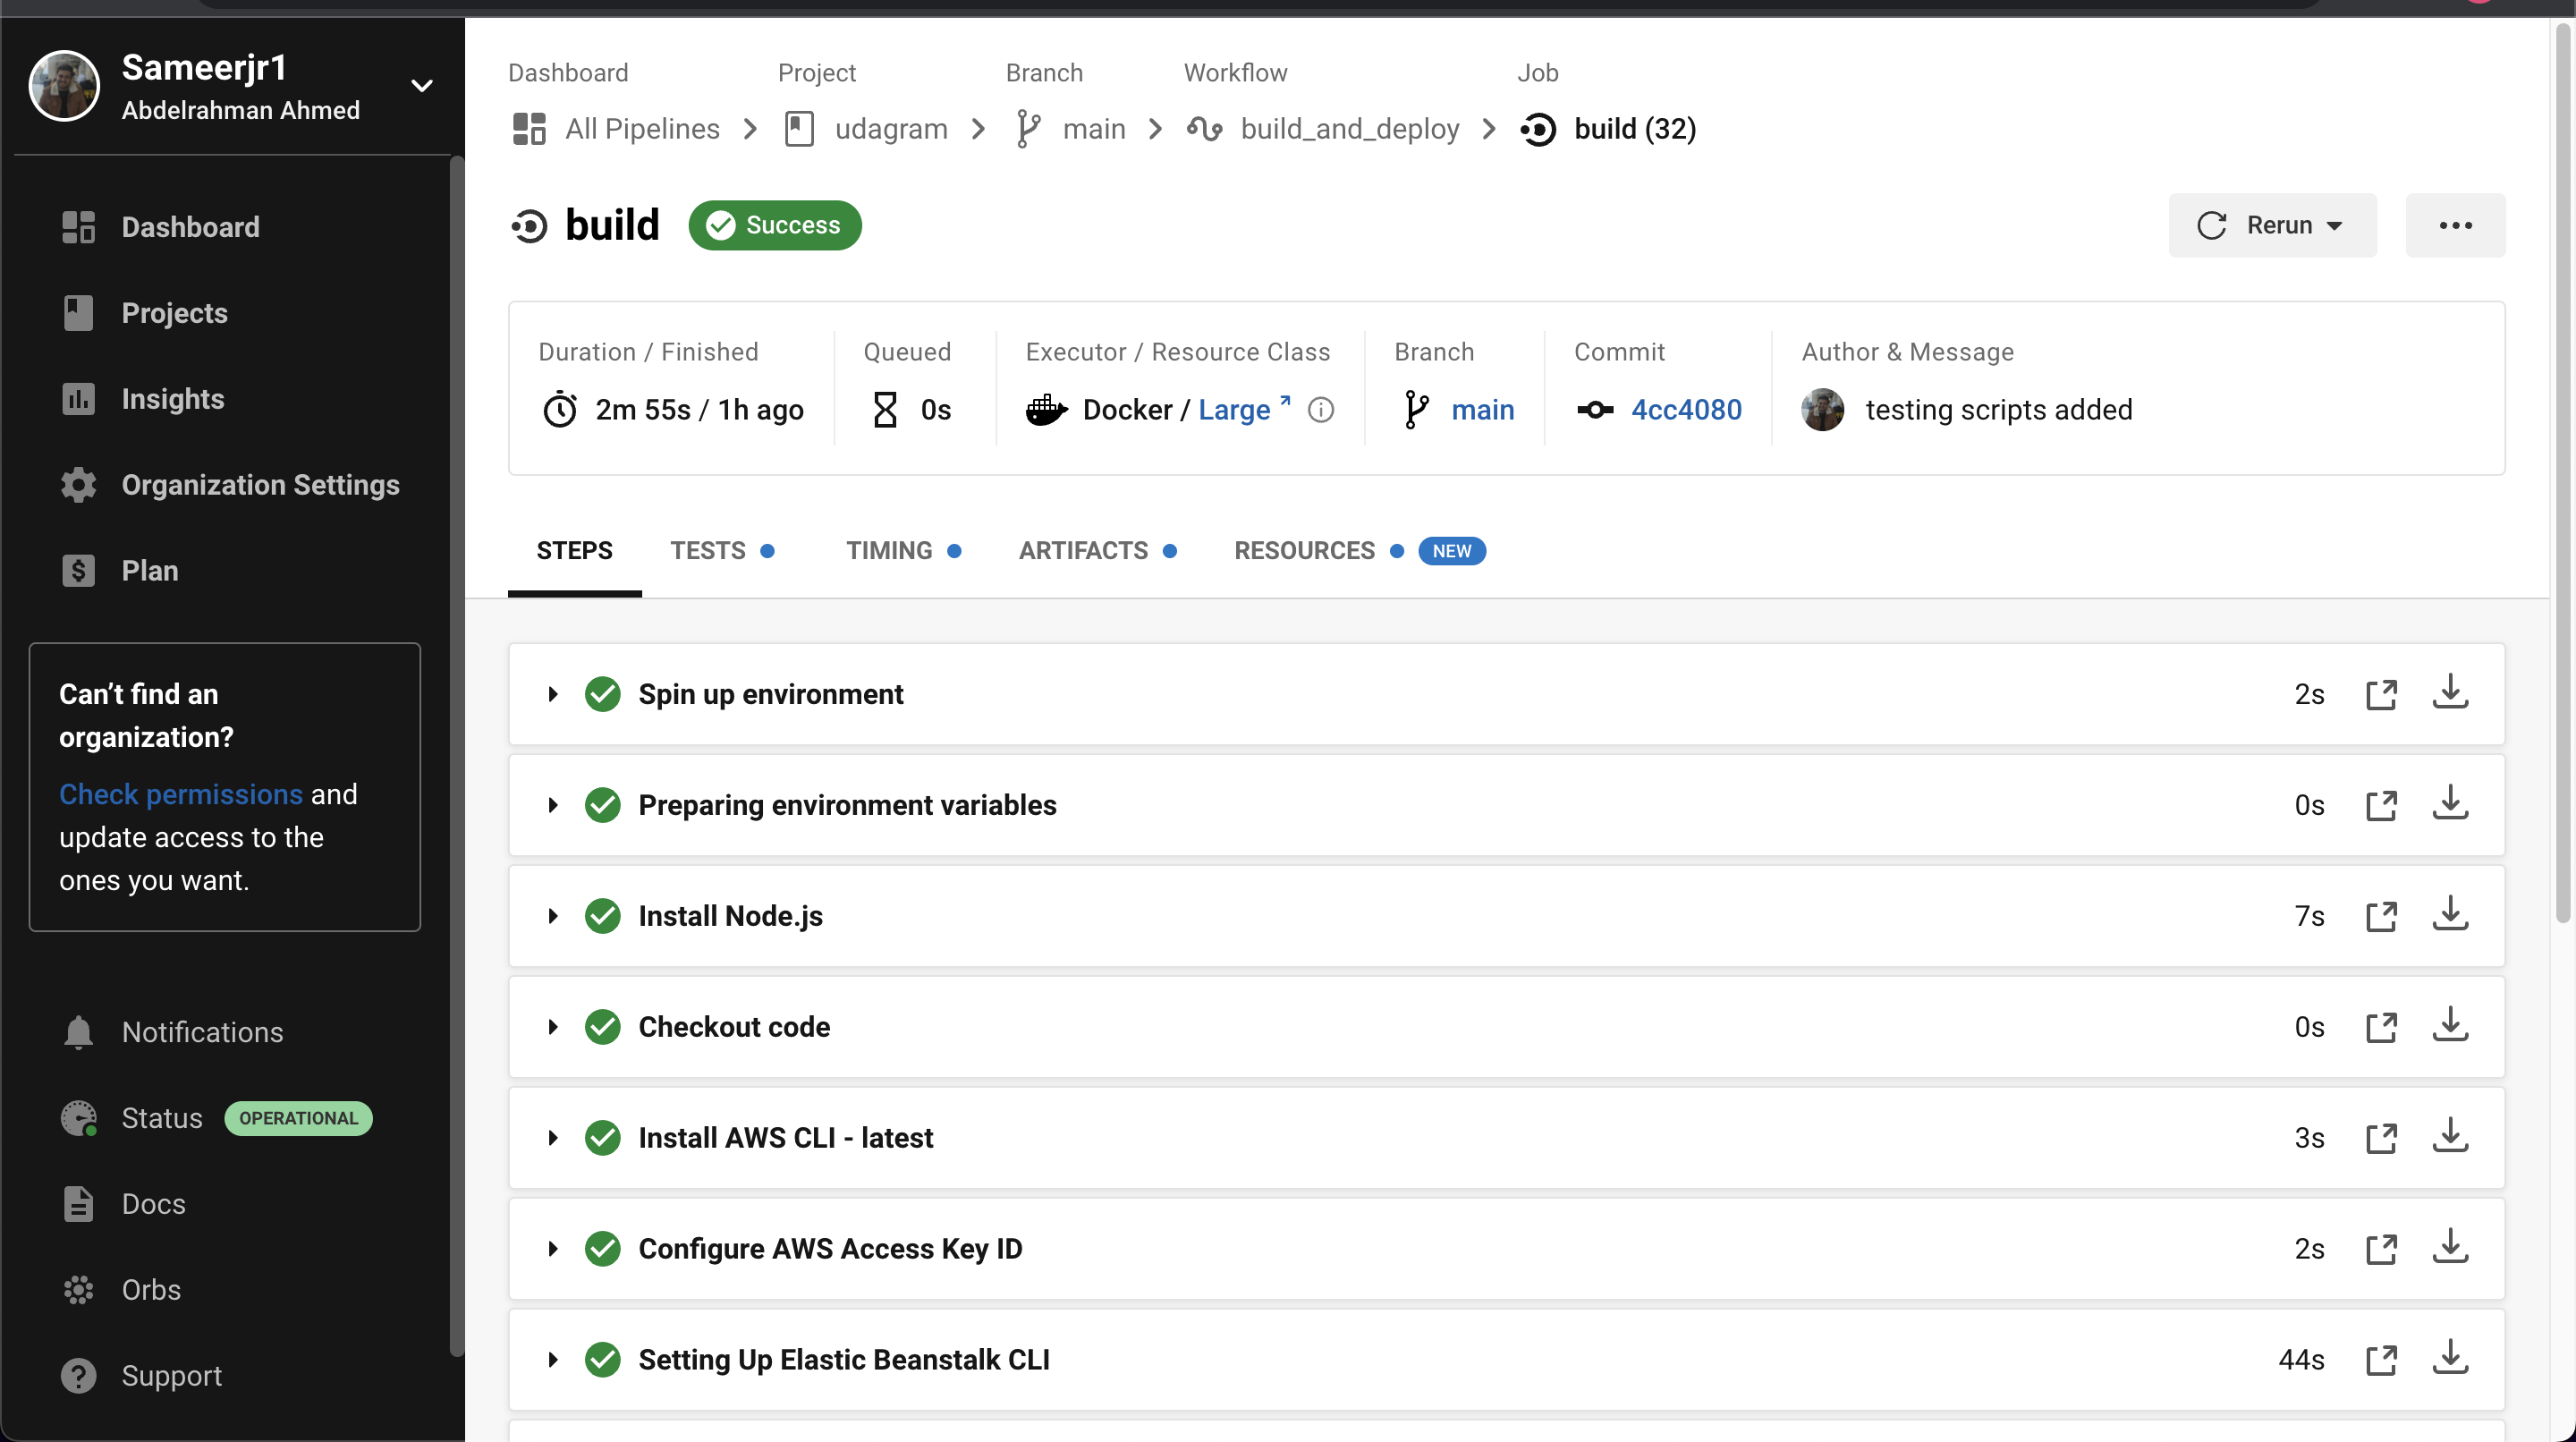 Sameerjr1
Abdelrahman Ahmed
Dashboard
Projects
Insights
Organization Settings
Plan
Can’t find an
organization?
Check permissions and
update access to the
ones you want.
Notifications
Status OPERATIONAL
Docs
Orbs
Support
Dashboard Project Branch Workflow Job
All Pipelines udagram main build_and_deploy build (32)
build Success Rerun
Duration / Finished Queued Executor / Resource Class Branch Commit Author & Message
2m 55s / 1h ago 0s Docker / Large main 4cc4080 testing scripts added
STEPS TESTS TIMING ARTIFACTS RESOURCES NEW
Spin up environment 2s
Preparing environment variables 0s
Install Node.js 7s
Checkout code 0s
Install AWS CLI - latest 3s
Configure AWS Access Key ID 2s
Setting Up Elastic Beanstalk CLI 44s